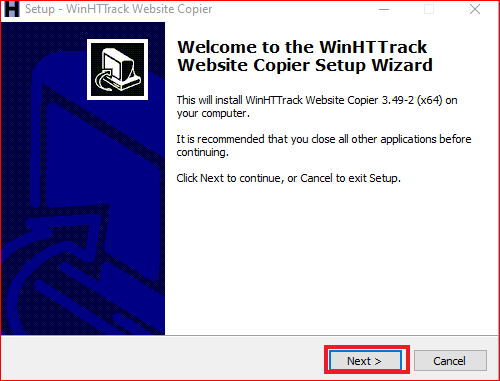 Setup - WinHTTrack Website Copier
Welcome to the WinHTTrack
Website Copier Setup Wizard
This will install WinHTTrack Website Copier 3.49-2 (x64) on
your computer.
It is recommended that you close all other applications before
continuing.
Click Next to continue, or Cancel to exit Setup.
Next >
Cancel